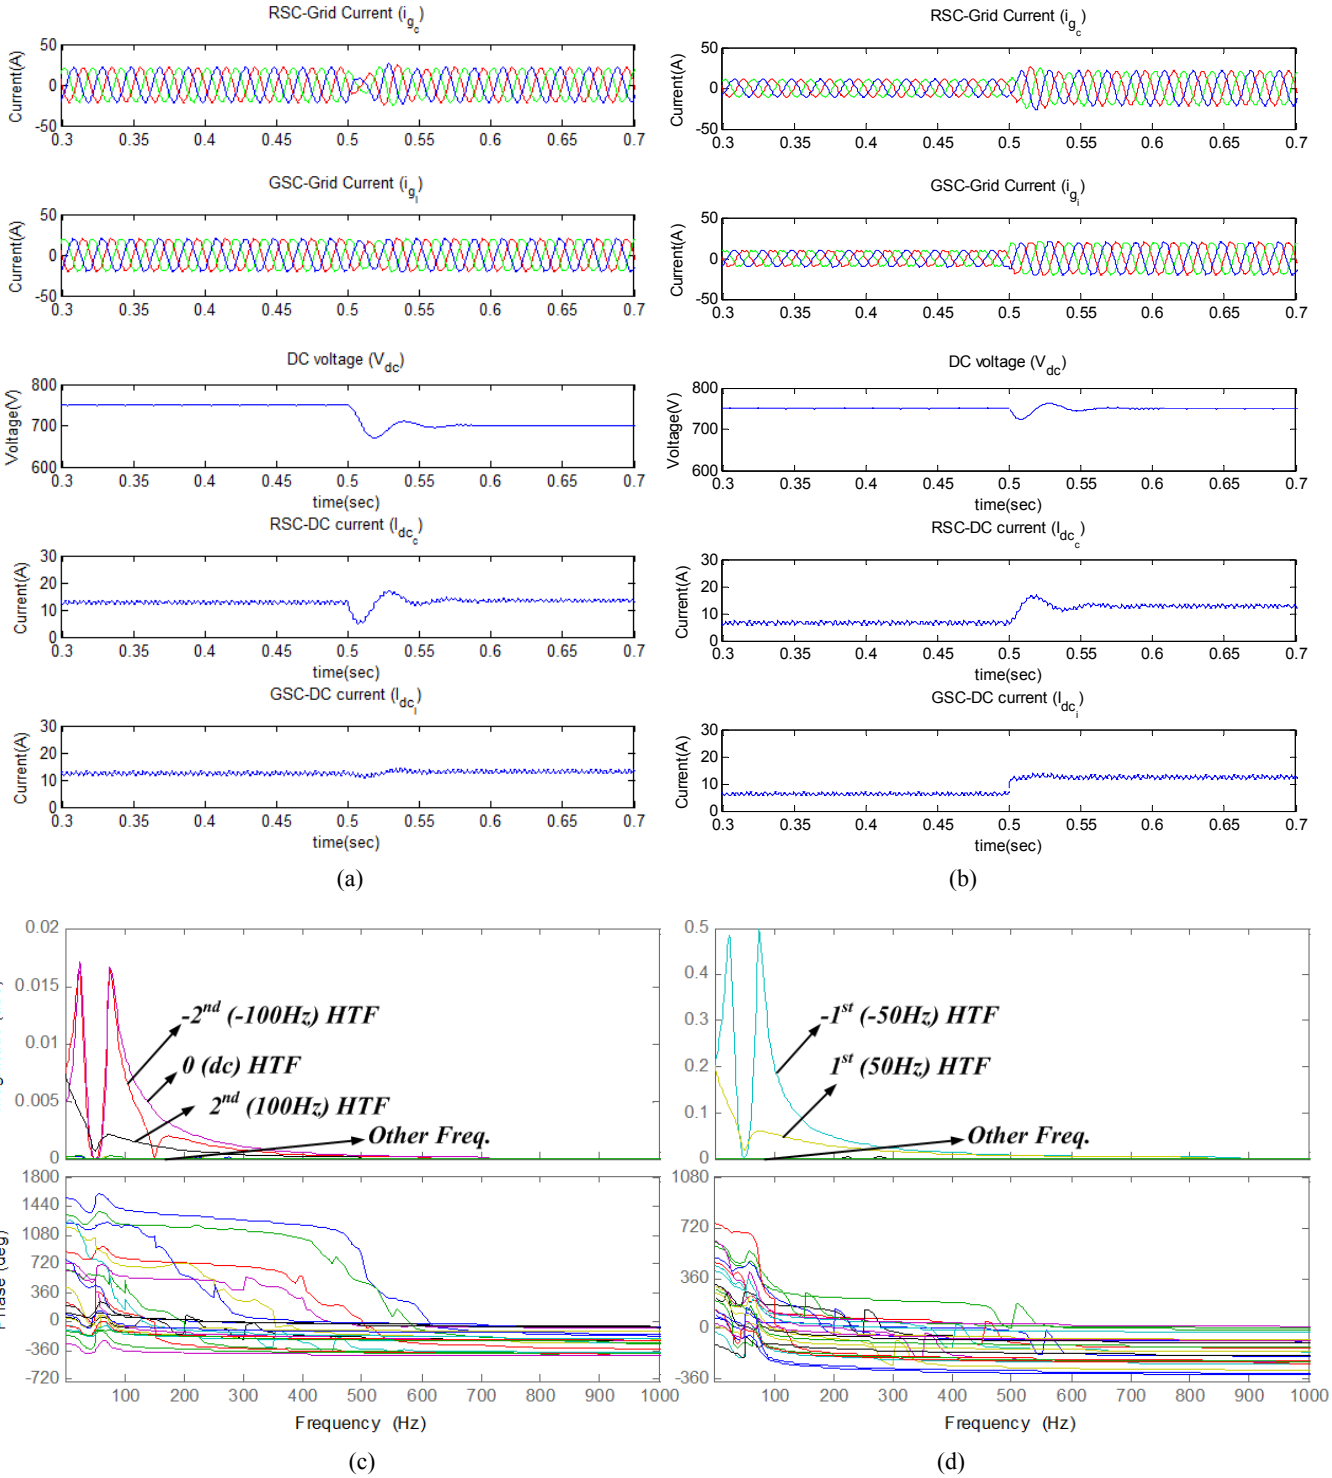 RSC-Grid Current (i_g_c)
Current(A)
50
0
-50
0.3 0.35 0.4 0.45 0.5 0.55 0.6 0.65 0.7
GSC-Grid Current (i_g_i)
Current(A)
50
0
-50
0.3 0.35 0.4 0.45 0.5 0.55 0.6 0.65 0.7
DC voltage (V_dc)
Voltage(V)
800
700
600
0.3 0.35 0.4 0.45 0.5 0.55 0.6 0.65 0.7
time(sec)
RSC-DC current (I_dc_c)
Current(A)
30
20
10
0
0.3 0.35 0.4 0.45 0.5 0.55 0.6 0.65 0.7
time(sec)
GSC-DC current (I_dc_i)
Current(A)
30
20
10
0
0.3 0.35 0.4 0.45 0.5 0.55 0.6 0.65 0.7
time(sec)
(a)
RSC-Grid Current (i_g_c)
Current(A)
50
0
-50
0.3 0.35 0.4 0.45 0.5 0.55 0.6 0.65 0.7
GSC-Grid Current (i_g_i)
Current(A)
50
0
-50
0.3 0.35 0.4 0.45 0.5 0.55 0.6 0.65 0.7
DC voltage (V_dc)
Voltage(V)
800
700
600
0.3 0.35 0.4 0.45 0.5 0.55 0.6 0.65 0.7
time(sec)
RSC-DC current (I_dc_c)
Current(A)
30
20
10
0
0.3 0.35 0.4 0.45 0.5 0.55 0.6 0.65 0.7
time(sec)
GSC-DC current (I_dc_i)
Current(A)
30
20
10
0
0.3 0.35 0.4 0.45 0.5 0.55 0.6 0.65 0.7
time(sec)
(b)
0.02
0.015
0.01
0.005
0
-2nd (-100Hz) HTF
0 (dc) HTF
2nd (100Hz) HTF
Other Freq.
Phase (deg)
1800
1440
1080
720
360
0
-360
-720
100 200 300 400 500 600 700 800 900 1000
Frequency (Hz)
(c)
0.5
0.4
0.3
0.2
0.1
0
-1st (-50Hz) HTF
1st (50Hz) HTF
Other Freq.
1080
720
360
0
-360
100 200 300 400 500 600 700 800 900 1000
Frequency (Hz)
(d)